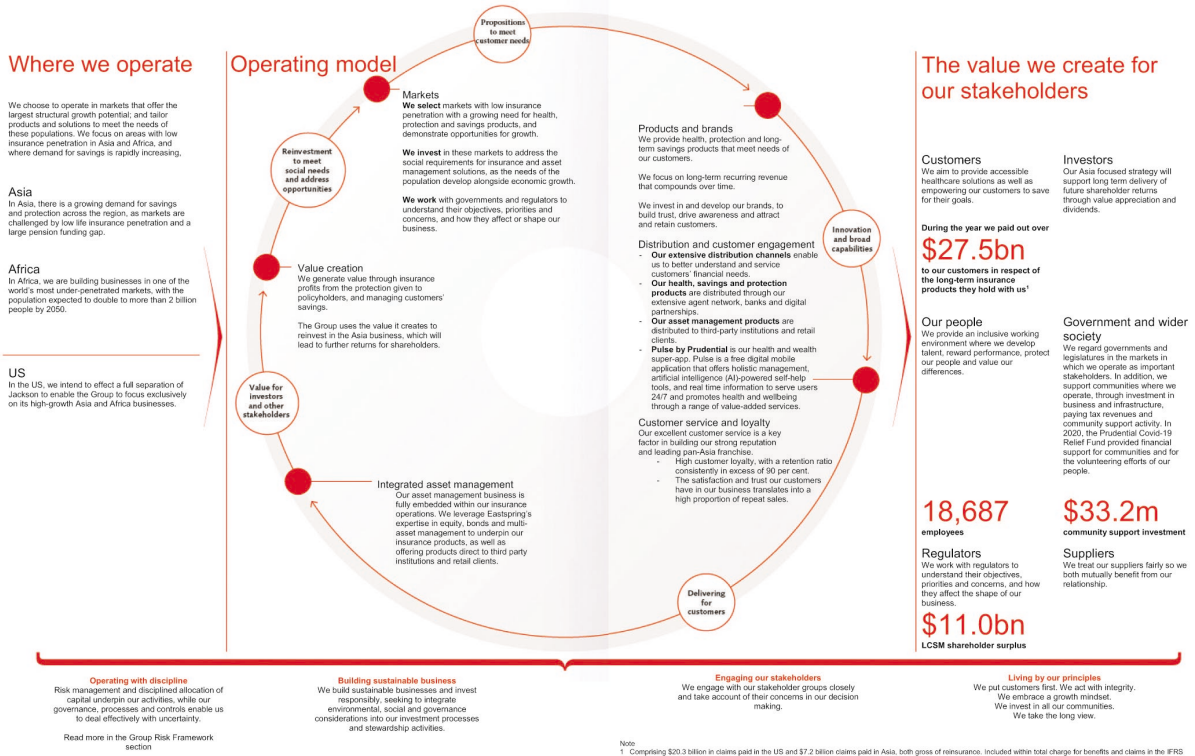 Where we operate
We choose to operate in markets that offer the
largest structural growth potential; and tailor
products and solutions to meet the needs of
these populations. We focus on areas with low
insurance penetration in Asia and Africa, and
where demand for savings is rapidly increasing,
Asia
In Asia, there is a growing demand for savings
and protection across the region, as markets are
challenged by low life insurance penetration and a
large pension funding gap.
Africa
In Africa, we are building businesses in one of the
world's most under-penetrated markets, with the
population expected to double to more than 2 billion
people by 2050.
US
In the US, we intend to effect a full separation of
Jackson to enable the Group to focus exclusively
on its high-growth Asia and Africa businesses.
Operating model
Propositions
to meet
customer needs
Markets
We select markets with low insurance
penetration with a growing need for health,
protection and savings products, and
demonstrate opportunities for growth.
We invest in these markets to address the
social requirements for insurance and asset
management solutions, as the needs of the
population develop alongside economic growth.
We work with governments and regulators to
understand their objectives, priorities and
concerns, and how they affect or shape our
business.
Reinvestment
to meet
social needs
and address
opportunities
Value creation
We generate value through insurance
profits from the protection given to
policyholders, and managing customers'
savings.
The Group uses the value it creates to
reinvest in the Asia business, which will
lead to further returns for shareholders.
Value for
investors
and other
stakeholders
Integrated asset management
Our asset management business is
fully embedded within our insurance
operations. We leverage Eastspring's
expertise in equity, bonds and multi-
asset management to underpin our
insurance products, as well as
offering products direct to third party
institutions and retail clients.
Products and brands
We provide health, protection and long-
term savings products that meet needs of
our customers.
We focus on long-term recurring revenue
that compounds over time.
We invest in and develop our brands, to
build trust, drive awareness and attract
and retain customers.
Innovation
and broad
capabilities
Distribution and customer engagement
- Our extensive distribution channels enable
us to better understand and service
customers' financial needs.
- Our health, savings and protection
products are distributed through our
extensive agent network, banks and digital
partnerships.
- Our asset management products are
distributed to third-party institutions and retail
clients.
- Pulse by Prudential is our health and wealth
super-app. Pulse is a free digital mobile
application that offers holistic management,
artificial intelligence (AI)-powered self-help
tools, and real time information to serve users
24/7 and promotes health and wellbeing
through a range of value-added services.
Customer service and loyalty
Our excellent customer service is a key
factor in building our strong reputation
and leading pan-Asia franchise.
- High customer loyalty, with a retention ratio
consistently in excess of 90 per cent.
- The satisfaction and trust our customers
have in our business translates into a
high proportion of repeat sales.
Delivering
for
customers
The value we create for
our stakeholders
Customers
We aim to provide accessible
healthcare solutions as well as
empowering our customers to save
for their goals.
During the year we paid out over
$27.5bn
to our customers in respect of
the long-term insurance
products they hold with us¹
Investors
Our Asia focused strategy will
support long term delivery of
future shareholder returns
through value appreciation and
dividends.
Our people
We provide an inclusive working
environment where we develop
talent, reward performance, protect
our people and value our
differences.
18,687
employees
Government and wider
society
We regard governments and
legislatures in the markets in
which we operate as important
stakeholders. In addition, we
support communities where we
operate, through investment in
business and infrastructure,
paying tax revenues and
community support activity. In
2020, the Prudential Covid-19
Relief Fund provided financial
support for communities and for
the volunteering efforts of our
people.
$33.2m
community support investment
Regulators
We work with regulators to
understand their objectives,
priorities and concerns, and how
they affect the shape of our
business.
$11.0bn
LCSM shareholder surplus
Suppliers
We treat our suppliers fairly so we
both mutually benefit from our
relationship.
Operating with discipline
Risk management and disciplined allocation of
capital underpin our activities, while our
governance, processes and controls enable us
to deal effectively with uncertainty.
Read more in the Group Risk Framework
section
Building sustainable business
We build sustainable businesses and invest
responsibly, seeking to integrate
environmental, social and governance
considerations into our investment processes
and stewardship activities.
Engaging our stakeholders
We engage with our stakeholder groups closely
and take account of their concerns in our decision
making.
Living by our principles
We put customers first. We act with integrity.
We embrace a growth mindset.
We invest in all our communities.
We take the long view.
Note
1 Comprising $20.3 billion in claims paid in the US and $7.2 billion claims paid in Asia, both gross of reinsurance. Included within total charge for benefits and claims in the IFRS